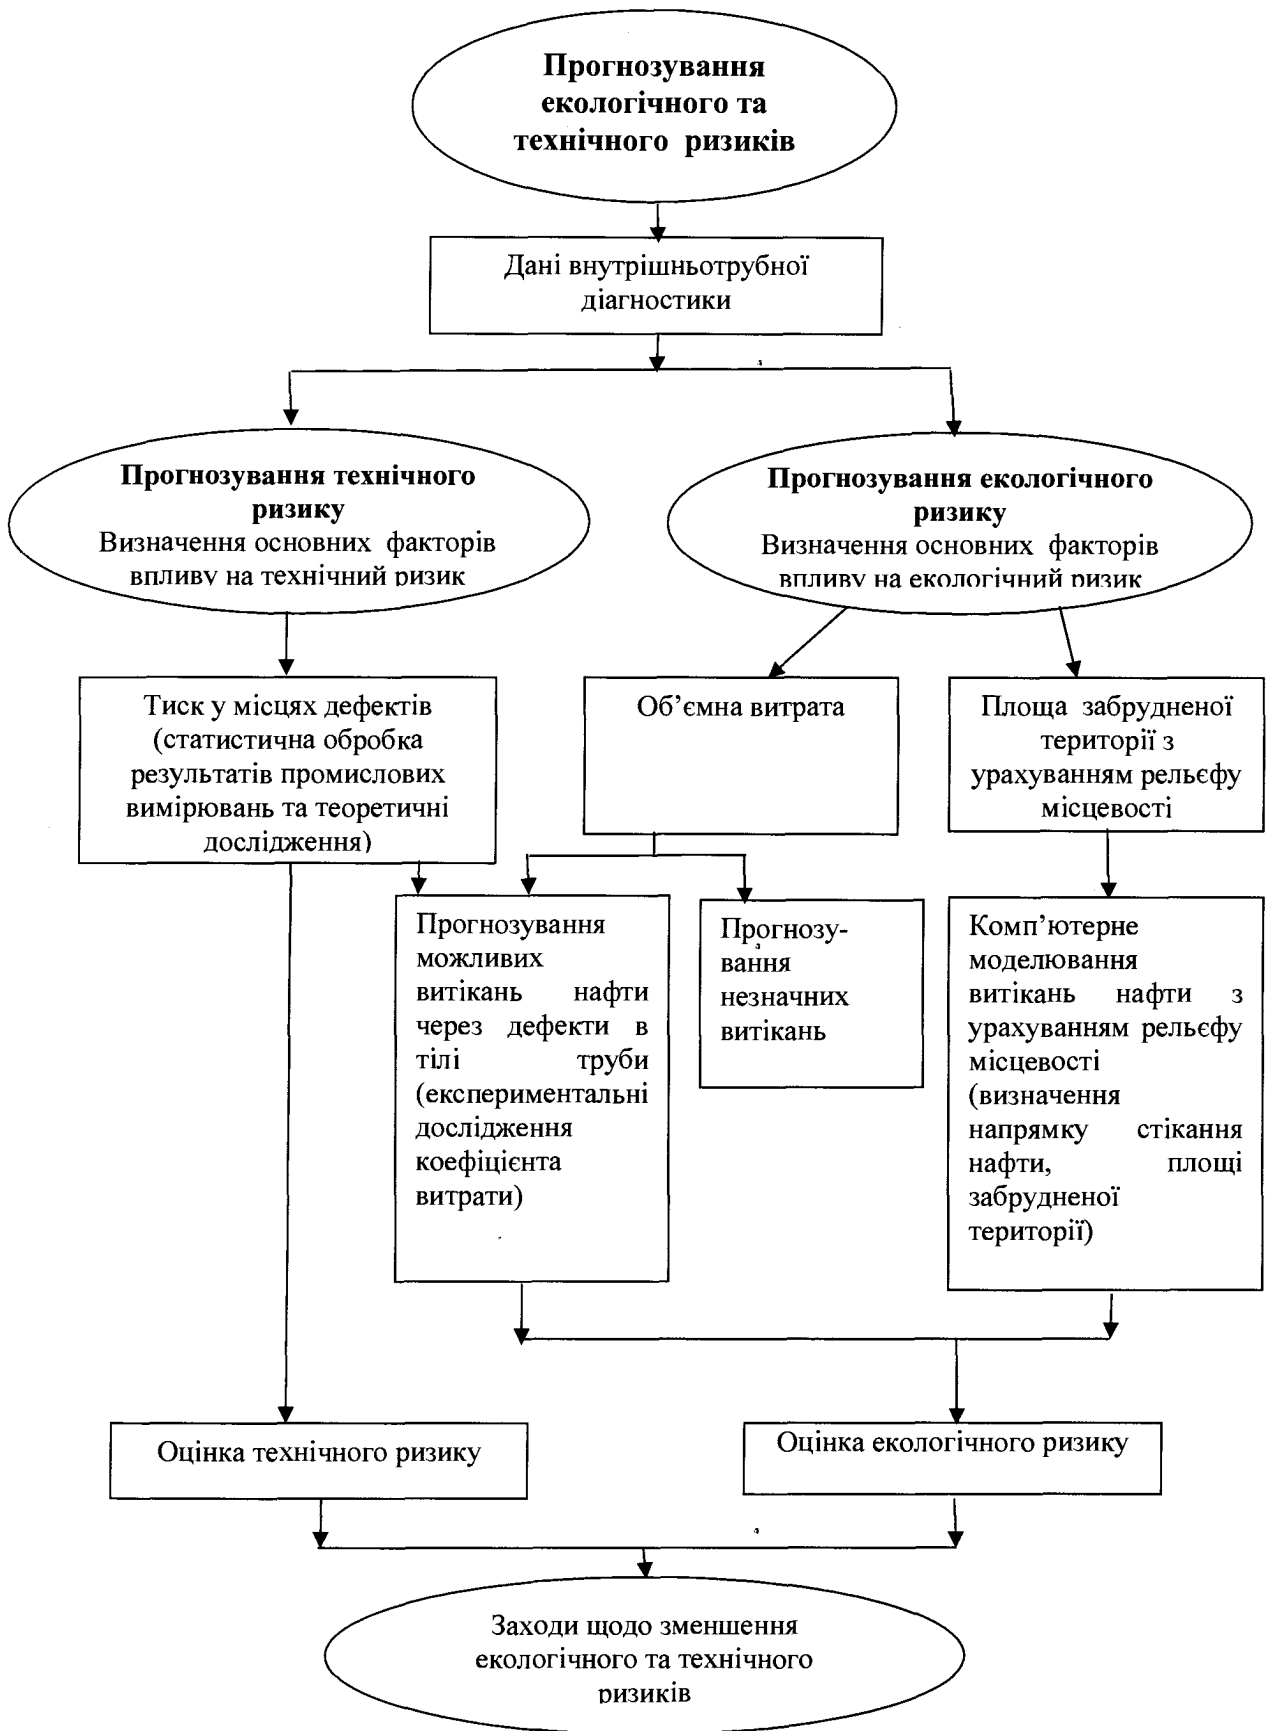 Прогнозування
екологічного та
технічного ризиків
Дані внутрішньотрубної
діагностики
Прогнозування технічного
ризику
Визначення основних факторів
впливу на технічний ризик
Прогнозування екологічного
ризику
Визначення основних факторів
впливу на екологічний ризик
Тиск у місцях дефектів
(статистична обробка
результатів промислових
вимірювань та теоретичні
дослідження)
Об’ємна витрата
Площа забрудненої
території з
урахуванням рельєфу
місцевості
Прогнозування
можливих
витікань нафти
через дефекти в
тілі труби
(експериментальні
дослідження
коефіцієнта
витрати)
Прогнозу-
вання
незначних
витікань
Комп’ютерне
моделювання
витікань нафти з
урахуванням рельєфу
місцевості
(визначення
напрямку стікання
нафти, площі
забрудненої
території)
Оцінка технічного ризику
Оцінка екологічного ризику
Заходи щодо зменшення
екологічного та технічного
ризиків